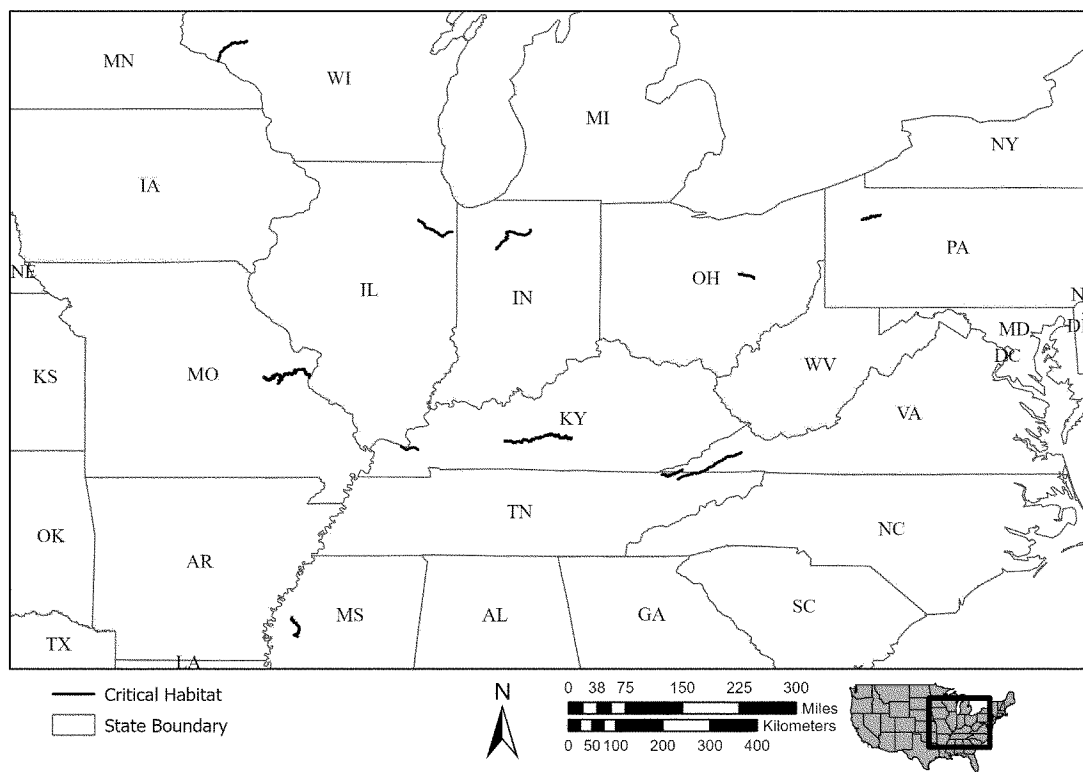 MN
WI
MI
NY
IA
PA
NE
IL
IN
OH
N
MD
D
DC
KS
MO
WV
VA
KY
OK
AR
TN
NC
MS
AL
GA
SC
TX
LA
Critical Habitat
State Boundary
N
0 38 75 150 225 300
Miles
Kilometers
0 50 100 200 300 400